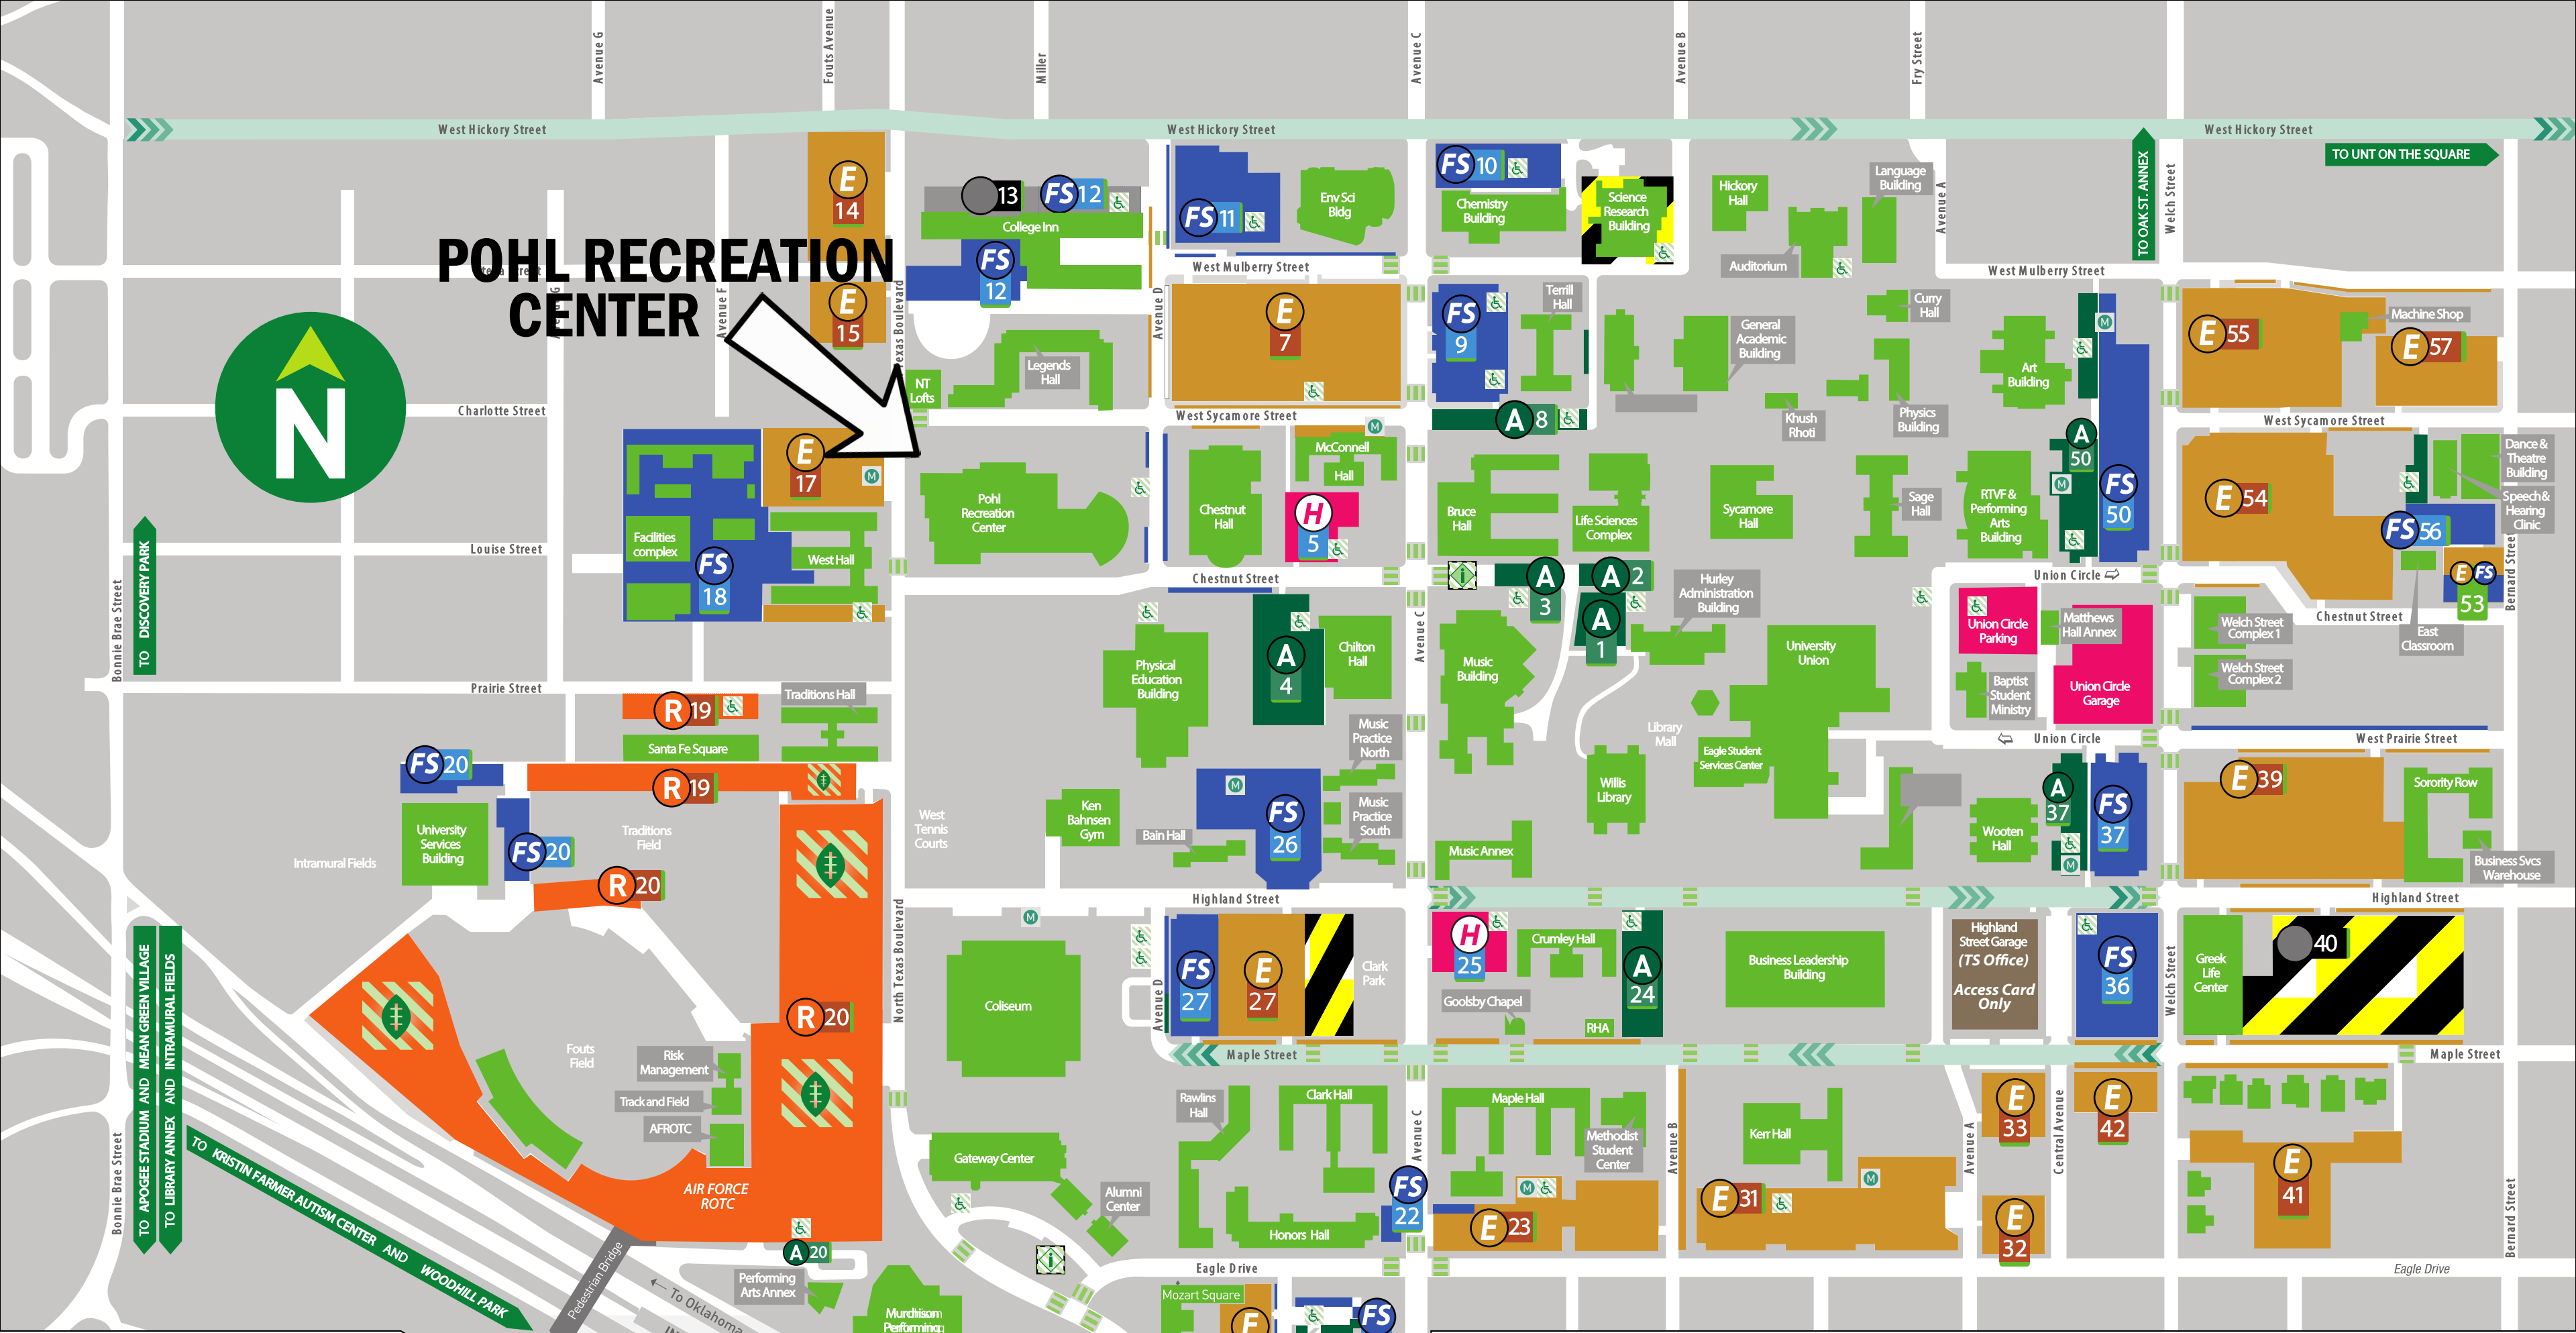 Avenue G
Fouts Avenue
Miller
Avenue C
Avenue B
Fry Street
West Hickory Street
West Hickory Street
West Hickory Street
TO UNT ON THE SQUARE
TO OAK ST. ANNEX
Welch Street
Avenue A
E
14
13
FS 12
College Inn
FS
12
FS 11
Env Sci
Bldg
FS 10
Chemistry
Building
Science
Research
Building
Hickory
Hall
Language
Building
Auditorium
West Mulberry Street
West Mulberry Street
POHL RECREATION
CENTER
E
15
Avenue F
Avenue D
Legends
Hall
NT
Lofts
E
7
FS
9
Terrill
Hall
General
Academic
Building
Curry
Hall
Art
Building
M
E 55
Machine Shop
E 57
N
Charlotte Street
West Sycamore Street
A 8
Khush
Rhoti
Physics
Building
West Sycamore Street
E
17
M
Pohl
Recreation
Center
Chestnut
Hall
McConnell
Hall
M
H
5
Bruce
Hall
Life Sciences
Complex
Sycamore
Hall
Sage
Hall
RTVF &
Performing
Arts
Building
A
50
M
FS
50
E 54
Dance &
Theatre
Building
Speech &
Hearing
Clinic
FS 56
E FS
53
Bernard Street
Facilities
complex
FS
18
West Hall
Louise Street
TO DISCOVERY PARK
Bonnie Brae Street
Chestnut Street
i
A
3
A 2
A
1
Hurley
Administration
Building
Union Circle
Union Circle
Parking
Matthews
Hall Annex
Union Circle
Garage
Baptist
Student
Ministry
Welch Street
Complex 1
Welch Street
Complex 2
Chestnut Street
East
Classroom
Prairie Street
R 19
Traditions Hall
Santa Fe Square
Physical
Education
Building
A
4
Chilton
Hall
Avenue C
Music
Building
University
Union
Library
Mall
Eagle Student
Services Center
Willis
Library
Union Circle
West Prairie Street
FS 20
R 19
University
Services
Building
FS 20
Traditions
Field
Intramural Fields
R 20
West
Tennis
Courts
Ken
Bahnsen
Gym
Bain Hall
M
FS
26
Music
Practice
North
Music
Practice
South
Music Annex
Wooten
Hall
A
37
M
FS
37
E 39
Sorority Row
Business Svcs
Warehouse
Highland Street
Highland Street
North Texas Boulevard
M
Coliseum
Avenue D
FS
27
E
27
Clark
Park
H
25
Crumley Hall
Goolsby Chapel
RHA
A
24
Business Leadership
Building
Highland
Street Garage
(TS Office)
Access Card
Only
FS
36
Welch Street
Greek
Life
Center
40
Maple Street
Maple Street
TO APOGEE STADIUM AND MEAN GREEN VILLAGE
TO LIBRARY ANNEX AND INTRAMURAL FIELDS
R 20
Fouts
Field
Risk
Management
Track and Field
AFROTC
AIR FORCE
ROTC
Bonnie Brae Street
TO KRISTIN FARMER AUTISM CENTER AND WOODHILL PARK
Pedestrian Bridge
To Oklahoma
A 20
Performing
Arts Annex
Murchison
Performing
Gateway Center
Alumni
Center
i
Rawlins
Hall
Clark Hall
Honors Hall
Avenue C
FS
22
Maple Hall
Methodist
Student
Center
M
E 23
Avenue B
Kerr Hall
E 31
M
Avenue A
E
33
E
32
Central Avenue
E
42
E
41
Bernard Street
Eagle Drive
Eagle Drive
Mozart Square
E
FS